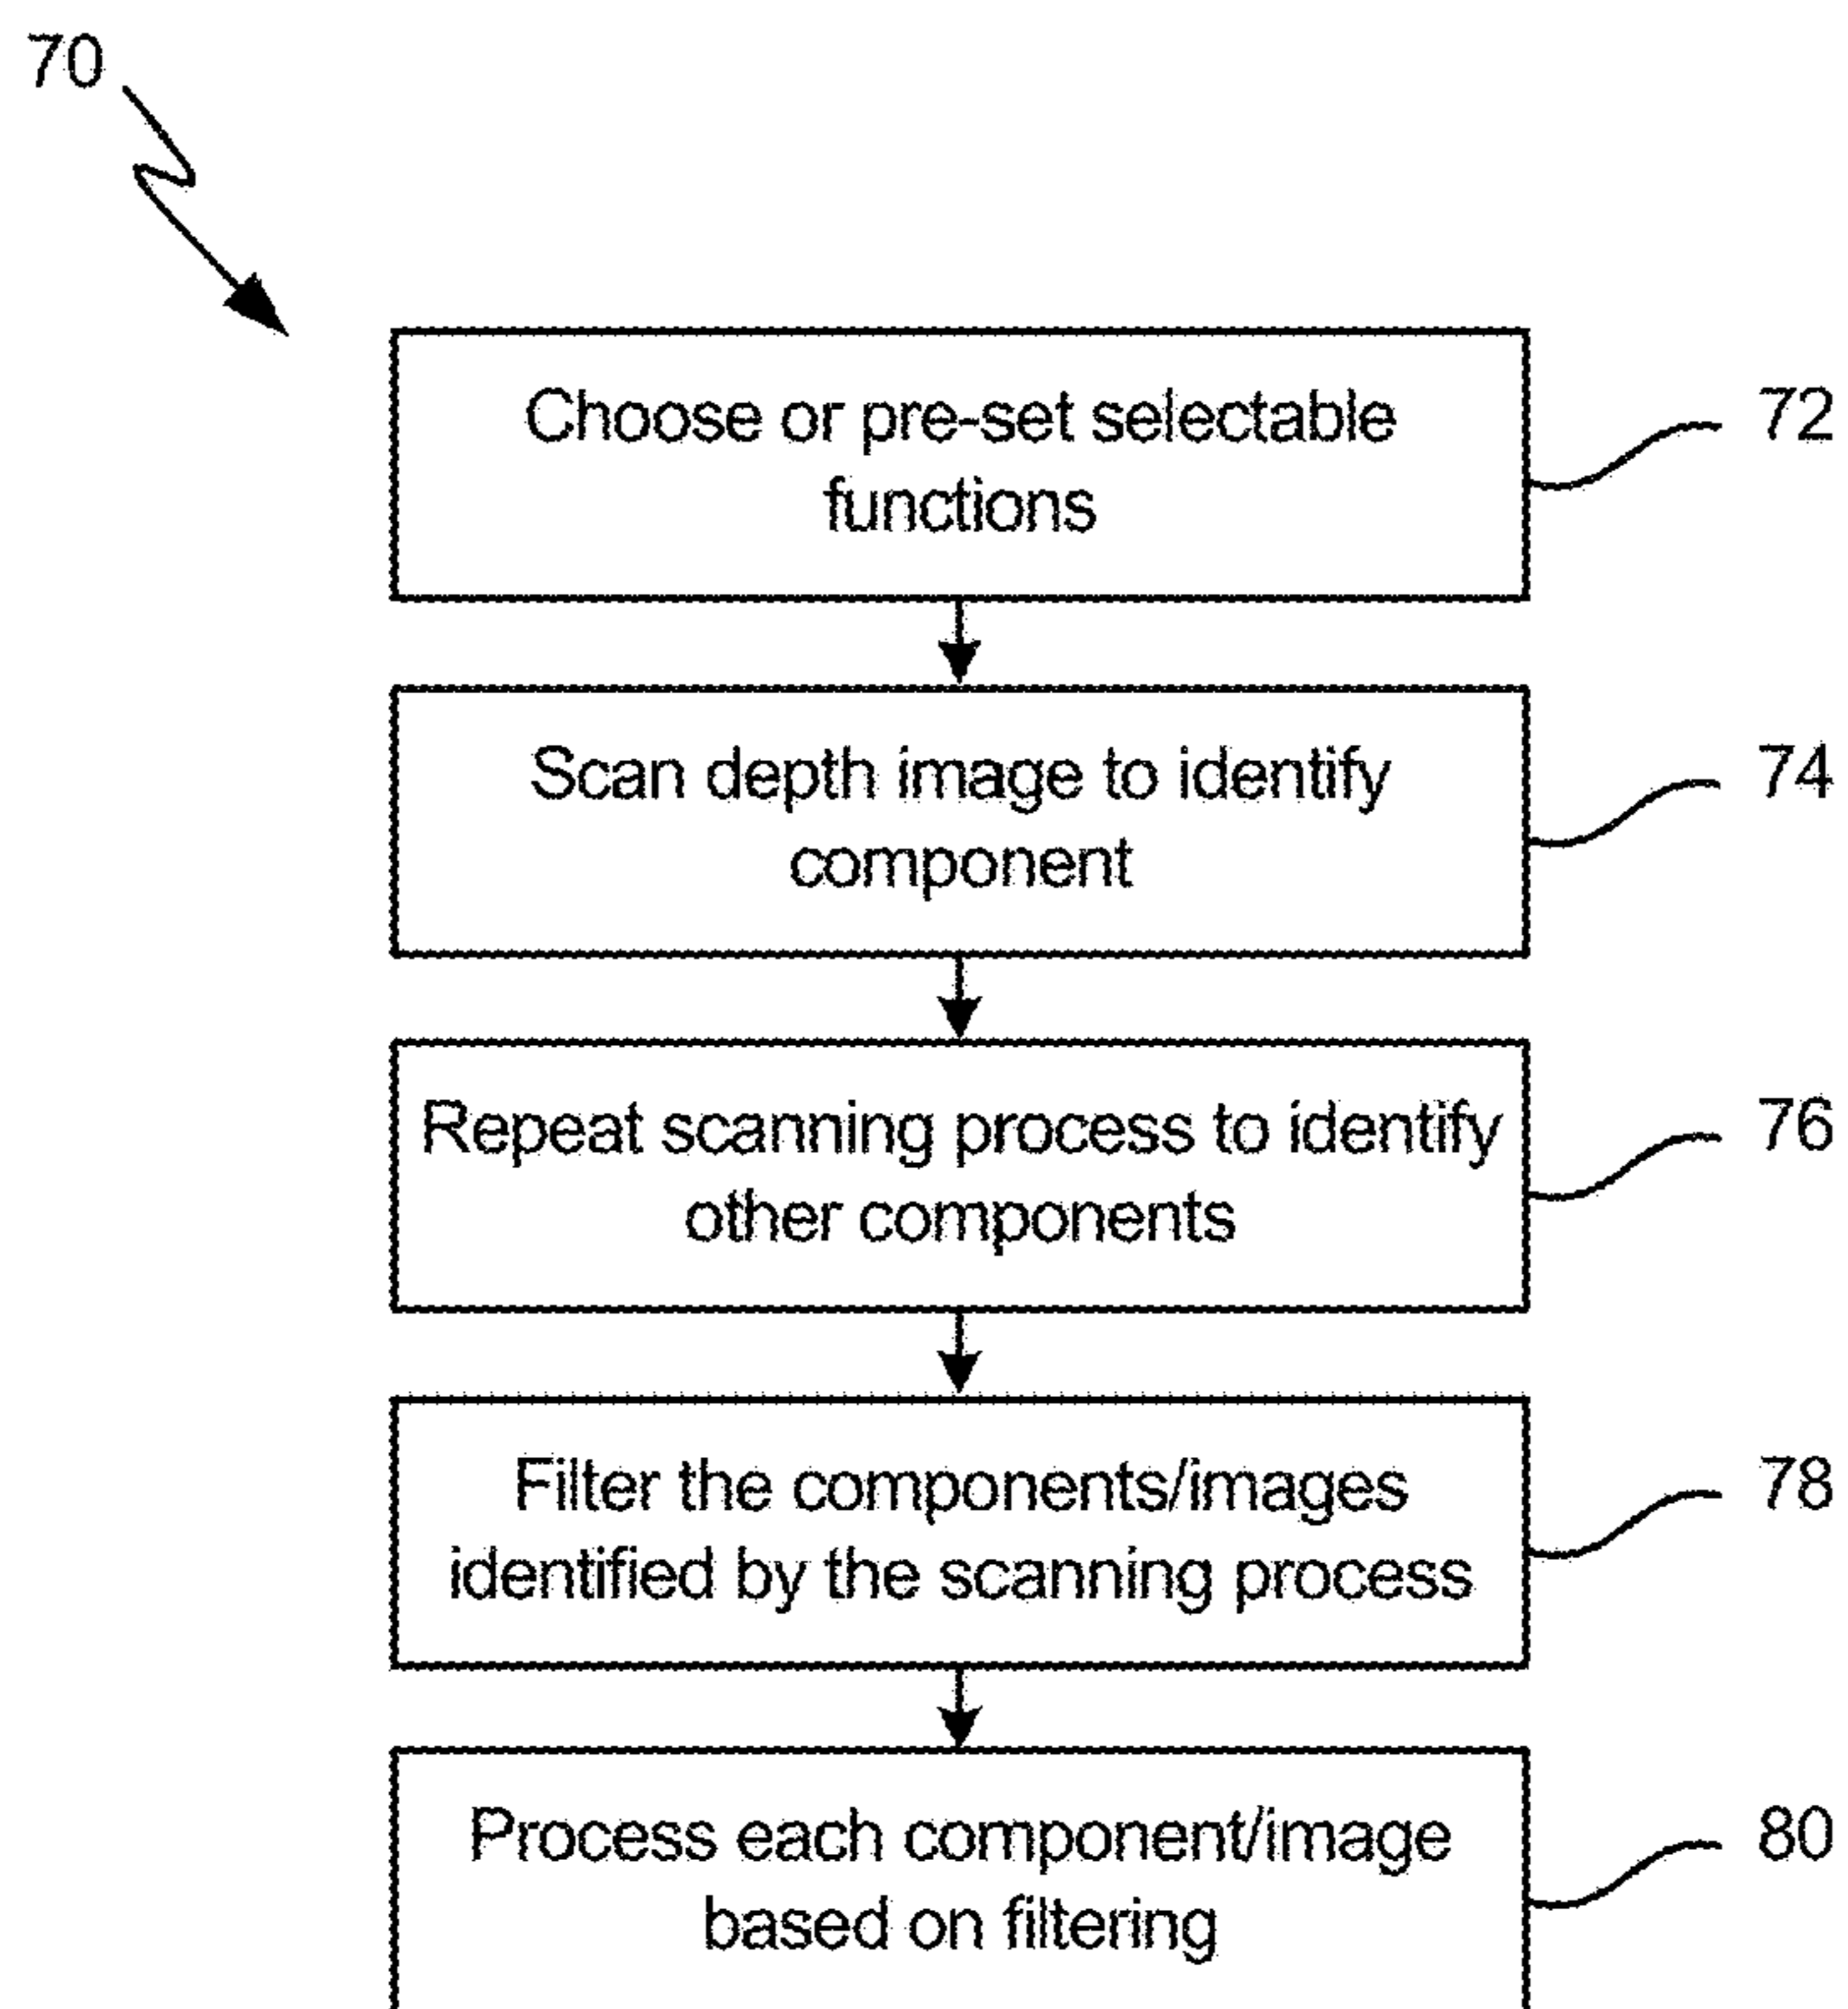 70
Choose or pre-set selectable
functions
72
Scan depth image to identify
component
74
Repeat scanning process to identify
other components
76
Filter the components/images
identified by the scanning process
78
Process each component/image
based on filtering
80